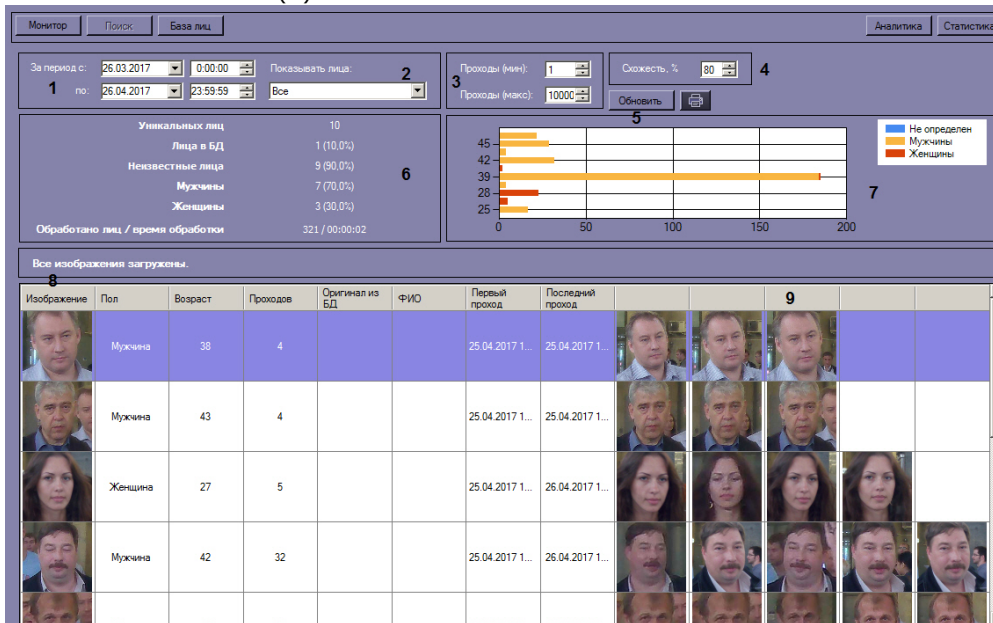 Монитор Поиск База лиц Аналитика Статистика
За период с: 26.03.2017 0:00:00 Показывать лица: 2 Проходы (мин): 1 Схожесть, % 80 4
1 по: 26.04.2017 23:59:59 Все 3 Проходы (макс): 10000 Обновить
5
Уникальных лиц 10
Лица в БД 1 (10,0%)
Неизвестные лица 9 (90,0%)
6
Мужчины 7 (70,0%)
Женщины 3 (30,0%)
Обработано лиц / время обработки 321 / 00:00:02
Не определен
Мужчины
Женщины
45
42
39
28
25
7
0 50 100 150 200
Все изображения загружены.
8
Изображение Пол Возраст Проходов Оригинал из БД ФИО Первый проход Последний проход 9
Мужчина 38 4 25.04.2017 1... 25.04.2017 1...
Мужчина 43 4 25.04.2017 1... 25.04.2017 1...
Женщина 27 5 25.04.2017 1... 26.04.2017 1...
Мужчина 42 32 25.04.2017 1... 26.04.2017 1...